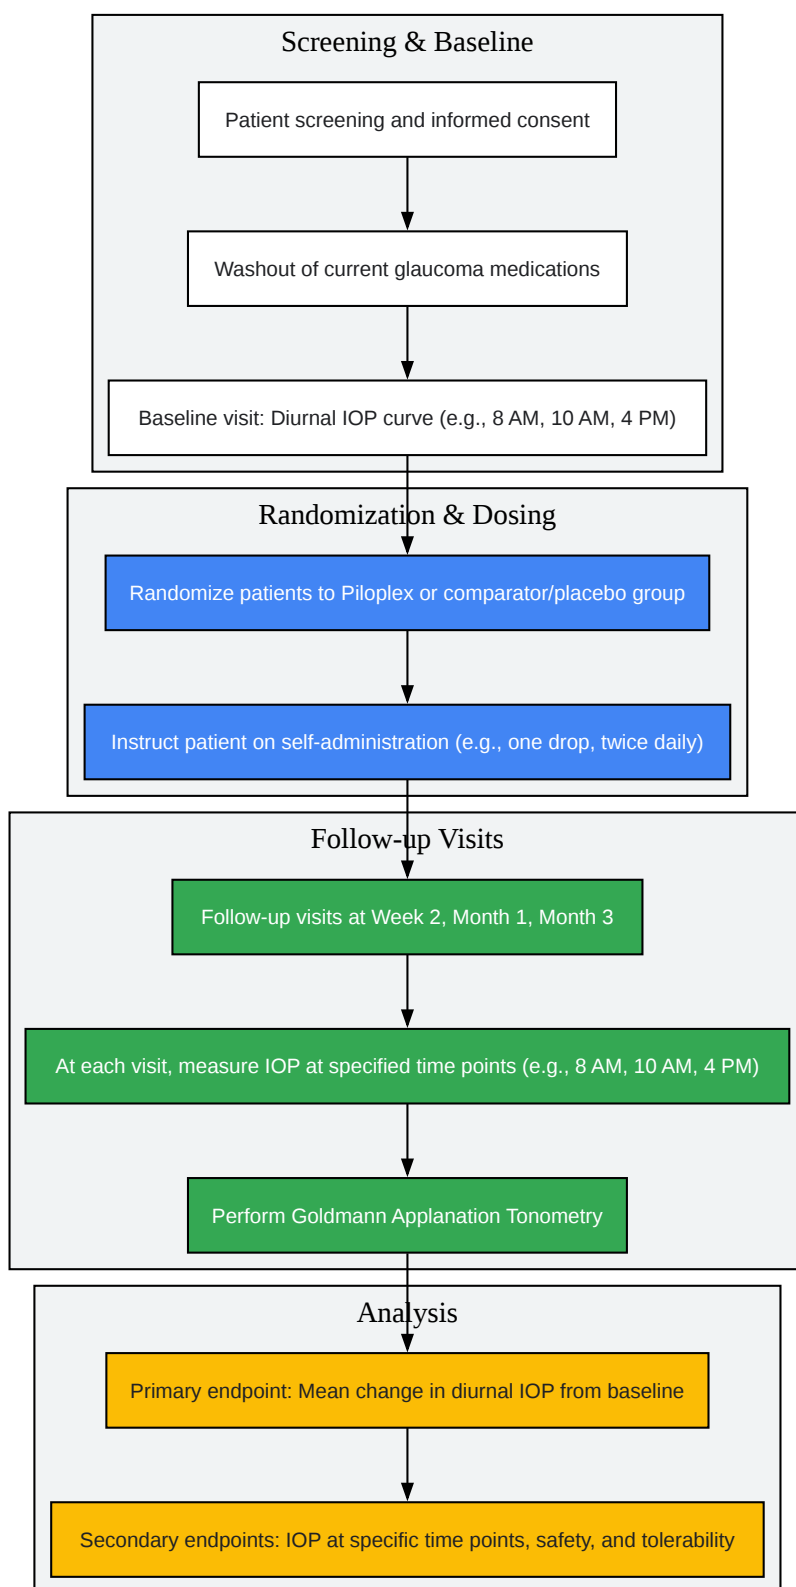 Screening & Baseline
Patient screening and informed consent
Washout of current glaucoma medications
Baseline visit: Diurnal IOP curve (e.g., 8 AM, 10 AM, 4 PM)
Randomization & Dosing
Randomize patients to Piloplex or comparator/placebo group
Instruct patient on self-administration (e.g., one drop, twice daily)
Follow-up Visits
Follow-up visits at Week 2, Month 1, Month 3
At each visit, measure IOP at specified time points (e.g., 8 AM, 10 AM, 4 PM)
Perform Goldmann Applanation Tonometry
Analysis
Primary endpoint: Mean change in diurnal IOP from baseline
Secondary endpoints: IOP at specific time points, safety, and tolerability